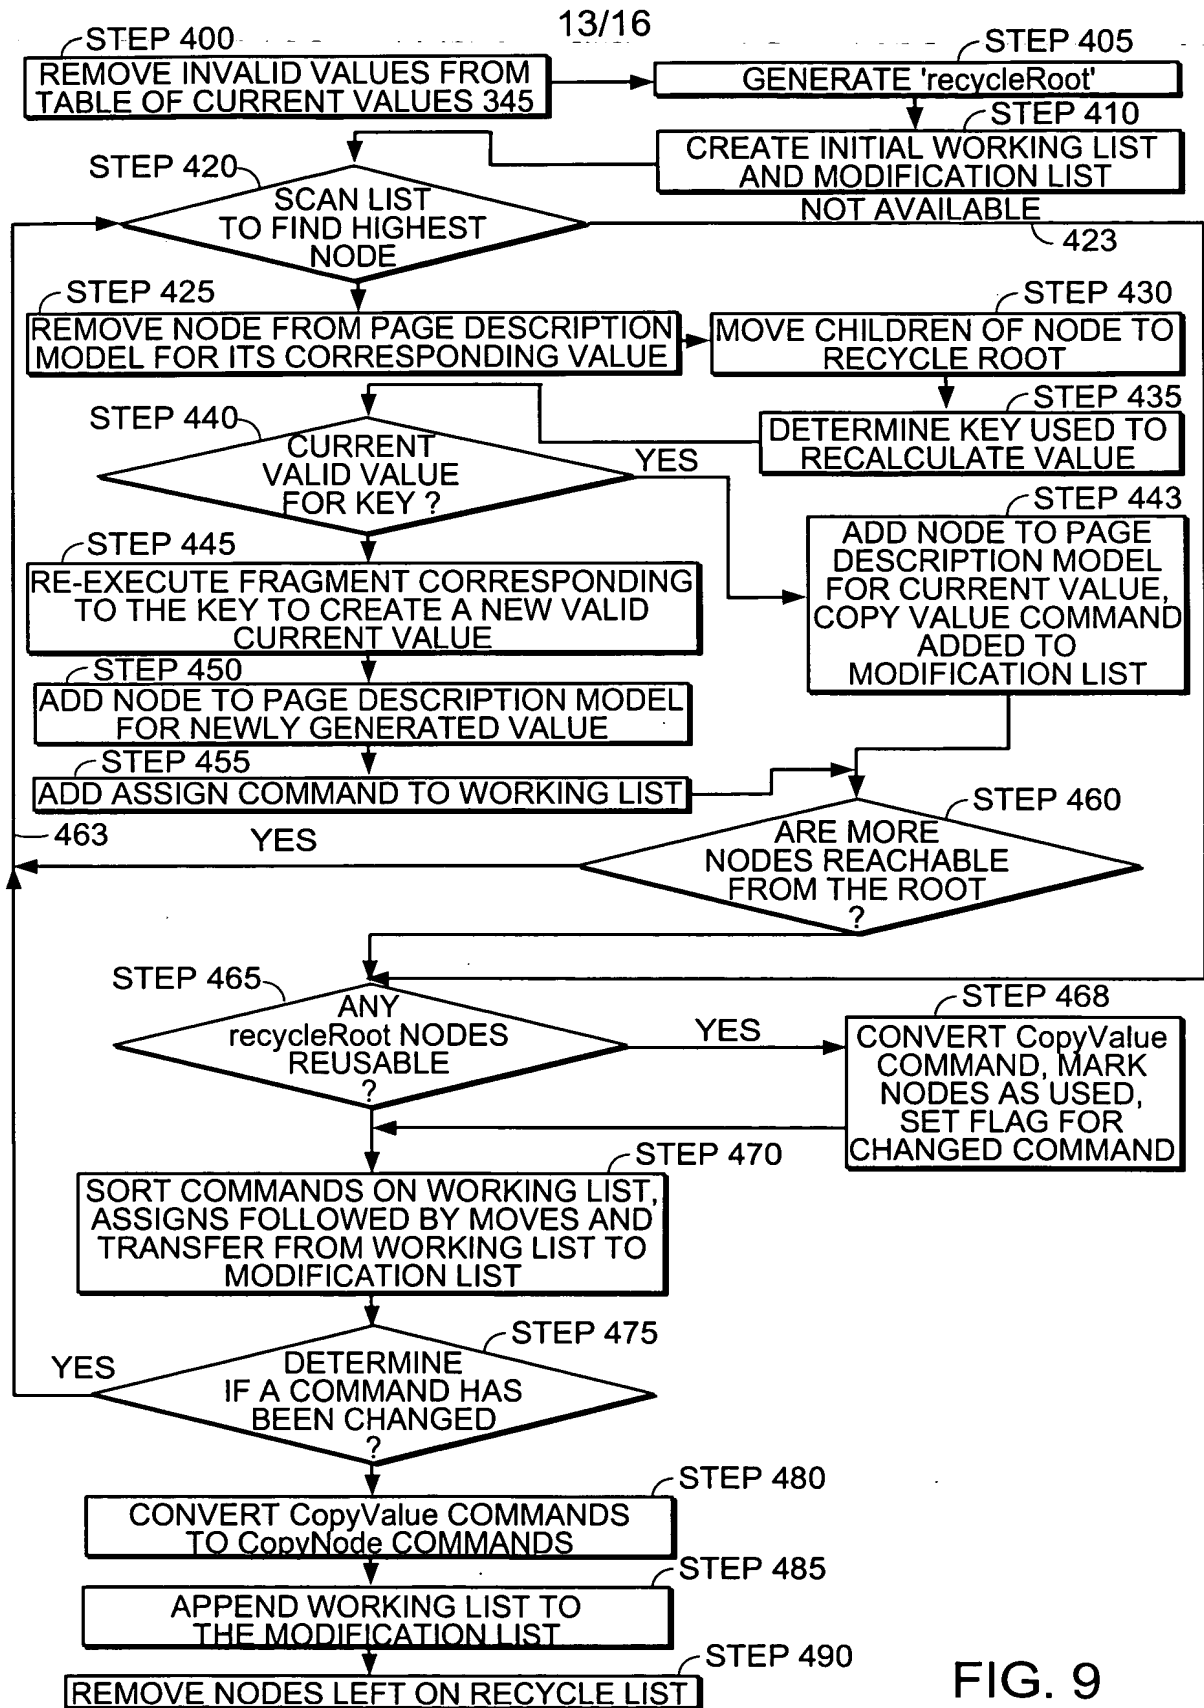 13/16
STEP 400
REMOVE INVALID VALUES FROM
TABLE OF CURRENT VALUES 345
STEP 405
GENERATE 'recycleRoot'
STEP 410
CREATE INITIAL WORKING LIST
AND MODIFICATION LIST
STEP 420
SCAN LIST
TO FIND HIGHEST
NODE
NOT AVAILABLE
423
STEP 425
REMOVE NODE FROM PAGE DESCRIPTION
MODEL FOR ITS CORRESPONDING VALUE
STEP 430
MOVE CHILDREN OF NODE TO
RECYCLE ROOT
STEP 435
DETERMINE KEY USED TO
RECALCULATE VALUE
STEP 440
CURRENT
VALID VALUE
FOR KEY ?
YES
STEP 443
ADD NODE TO PAGE
DESCRIPTION MODEL
FOR CURRENT VALUE,
COPY VALUE COMMAND
ADDED TO
MODIFICATION LIST
STEP 445
RE-EXECUTE FRAGMENT CORRESPONDING
TO THE KEY TO CREATE A NEW VALID
CURRENT VALUE
STEP 450
ADD NODE TO PAGE DESCRIPTION MODEL
FOR NEWLY GENERATED VALUE
STEP 455
ADD ASSIGN COMMAND TO WORKING LIST
STEP 460
ARE MORE
NODES REACHABLE
FROM THE ROOT
?
463
YES
STEP 465
ANY
recycleRoot NODES
REUSABLE
?
YES
STEP 468
CONVERT CopyValue
COMMAND, MARK
NODES AS USED,
SET FLAG FOR
CHANGED COMMAND
STEP 470
SORT COMMANDS ON WORKING LIST,
ASSIGNS FOLLOWED BY MOVES AND
TRANSFER FROM WORKING LIST TO
MODIFICATION LIST
STEP 475
DETERMINE
IF A COMMAND HAS
BEEN CHANGED
?
YES
STEP 480
CONVERT CopyValue COMMANDS
TO CopyNode COMMANDS
STEP 485
APPEND WORKING LIST TO
THE MODIFICATION LIST
STEP 490
REMOVE NODES LEFT ON RECYCLE LIST
FIG. 9